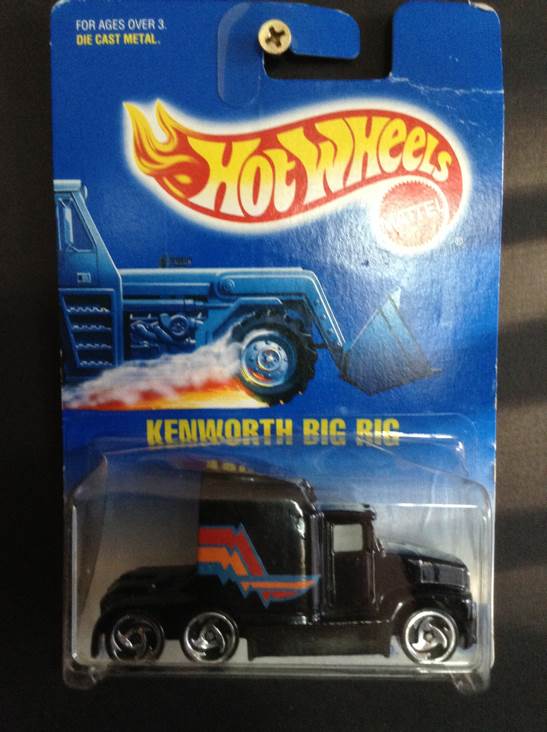 FOR AGES OVER 3.
DIE CAST METAL.
HOT WHEELS
MATTEL
®
KENWORTH BIG RIG